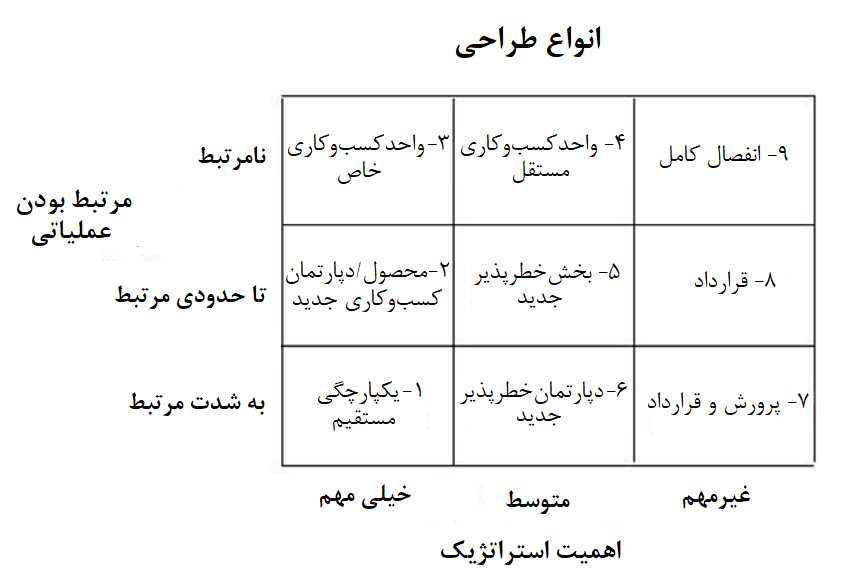 انواع طراحی
نامرتبط
۳- واحدکسب‌وکاری
خاص
۴- واحدکسب‌وکاری
مستقل
۹- انفصال کامل
مرتبط بودن
عملیاتی
تا حدودی مرتبط
۲-محصول/دپارتمان
کسب‌وکاری جدید
۵- بخش‌خطرپذیر
جدید
۸- قرارداد
به شدت مرتبط
۱- یکپارچگی
مستقیم
۶-دپارتمان‌خطرپذیر
جدید
۷- پرورش و قرارداد
خیلی مهم
متوسط
غیرمهم
اهمیت استراتژیک